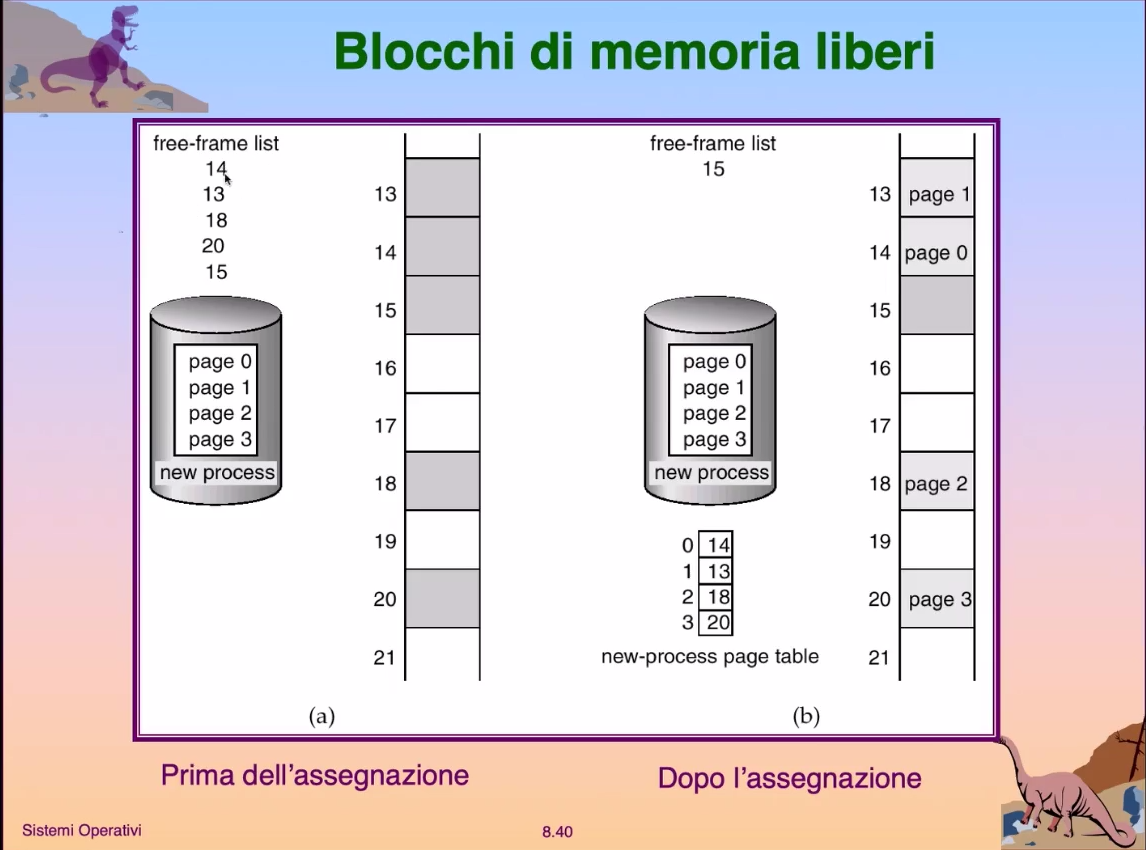 Blocchi di memoria liberi
free-frame list
14
13
18
20
15
page 0
page 1
page 2
page 3
new process
13
14
15
16
17
18
19
20
21
(a)
free-frame list
15
page 0
page 1
page 2
page 3
new process
0 14
1 13
2 18
3 20
new-process page table
13 page 1
14 page 0
15
16
17
18 page 2
19
20 page 3
21
(b)
Prima dell’assegnazione
Dopo l’assegnazione
Sistemi Operativi
8.40